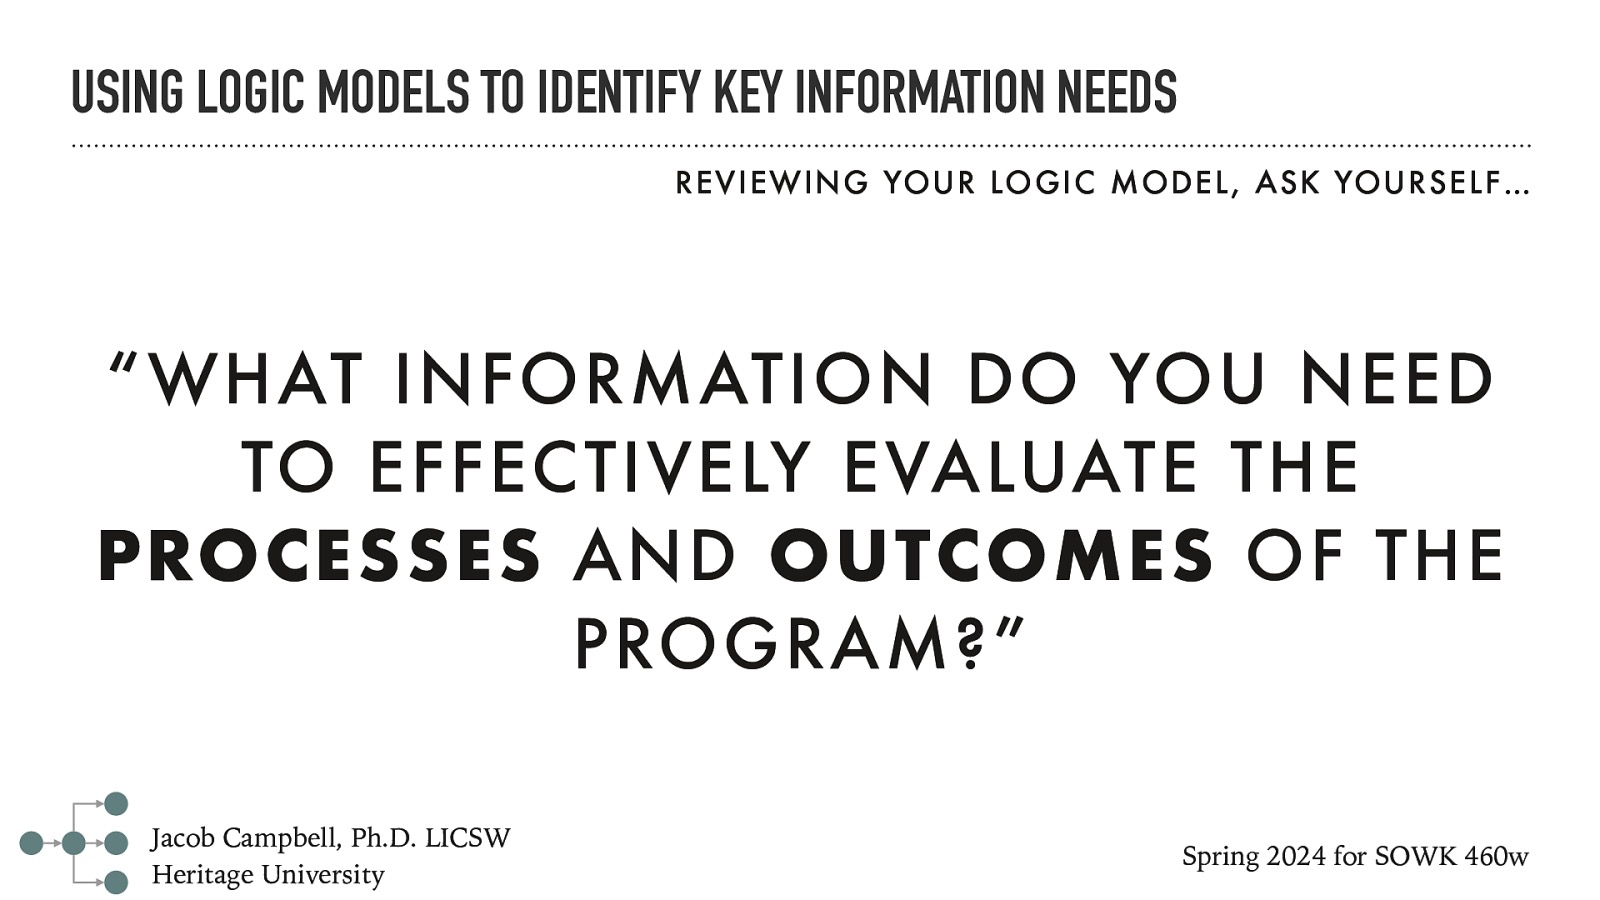 USING LOGIC MODELS TO IDENTIFY KEY INFORMATION NEEDS
REVIEWING YOUR LOGIC MODEL, ASK YOURSELF…
“WHAT INFORMATION DO YOU NEED
TO EFFECTIVELY EVALUATE THE
PROCESSES AND OUTCOMES OF THE
PROGRAM?”
Jacob Campbell, Ph.D. LICSW
Heritage University
Spring 2024 for SOWK 460w